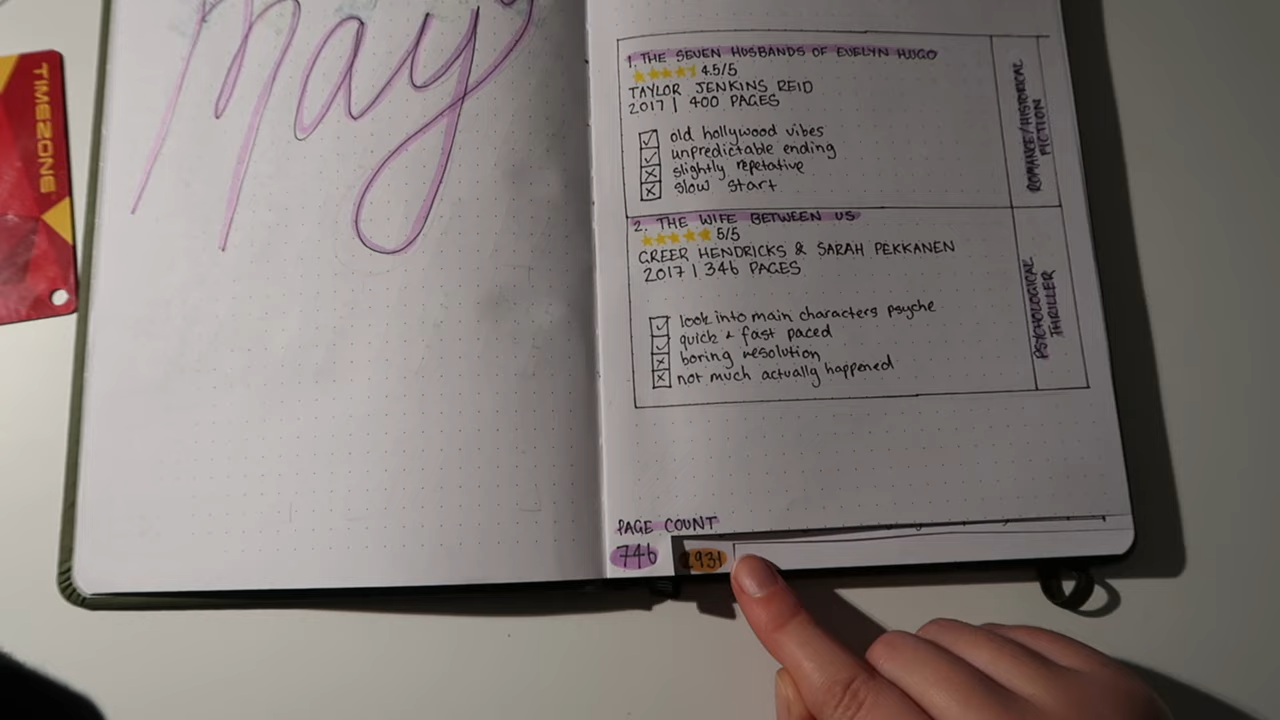 May
TIMEZONE
1. THE SEVEN HUSBANDS OF EVELYN HUGO
4.5/5
TAYLOR JENKINS REID
2017 | 400 PAGES
old hollywood vibes
unpredictable ending
slightly repetative
slow start
ROMANCE/HISTORICAL
FICTION
2. THE WIFE BETWEEN US
5/5
GREER HENDRICKS & SARAH PEKKANEN
2017 | 346 PAGES
look into main characters psyche
quick & fast paced
boring resolution
not much actually happened
PSYCHOLOGICAL
THRILLER
PAGE COUNT
746
2931